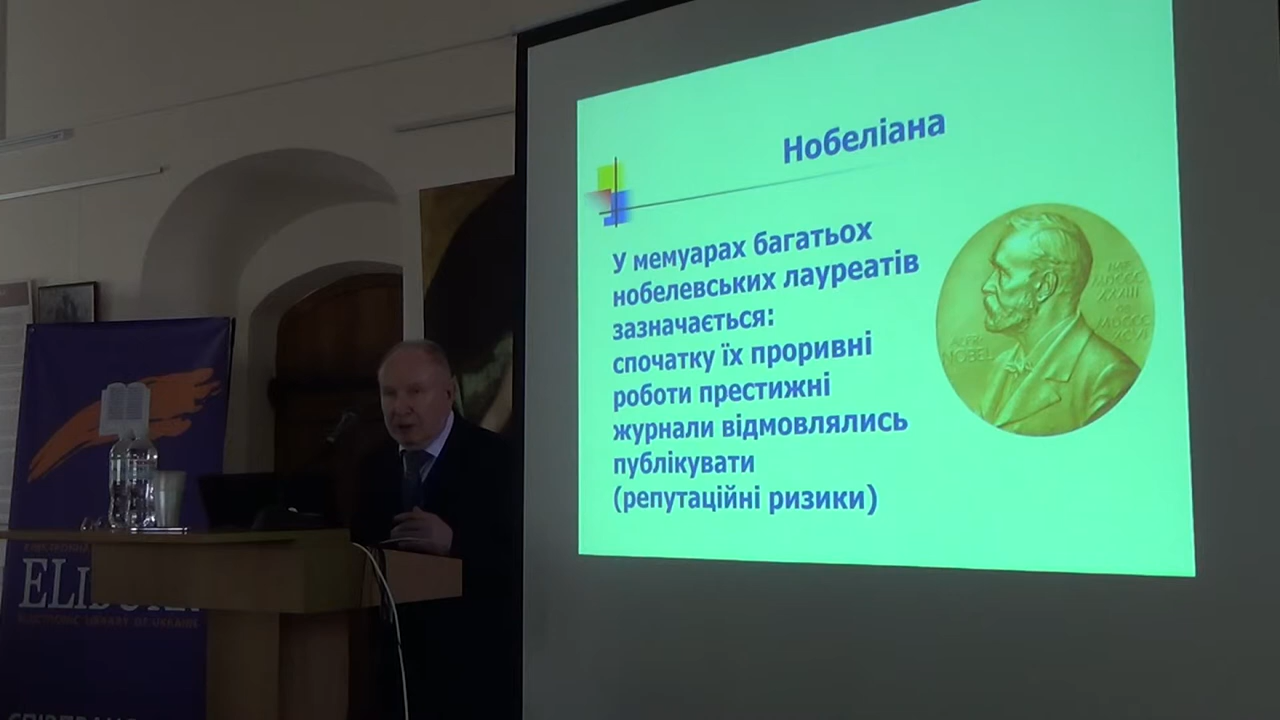 Нобеліана
У мемуарах багатьох
нобелевських лауреатів
зазначається:
спочатку їх проривні
роботи престижні
журнали відмовлялись
публікувати
(репутаційні ризики)
NOBEL
ELECTRONIC LIBRARY OF UKRAINE